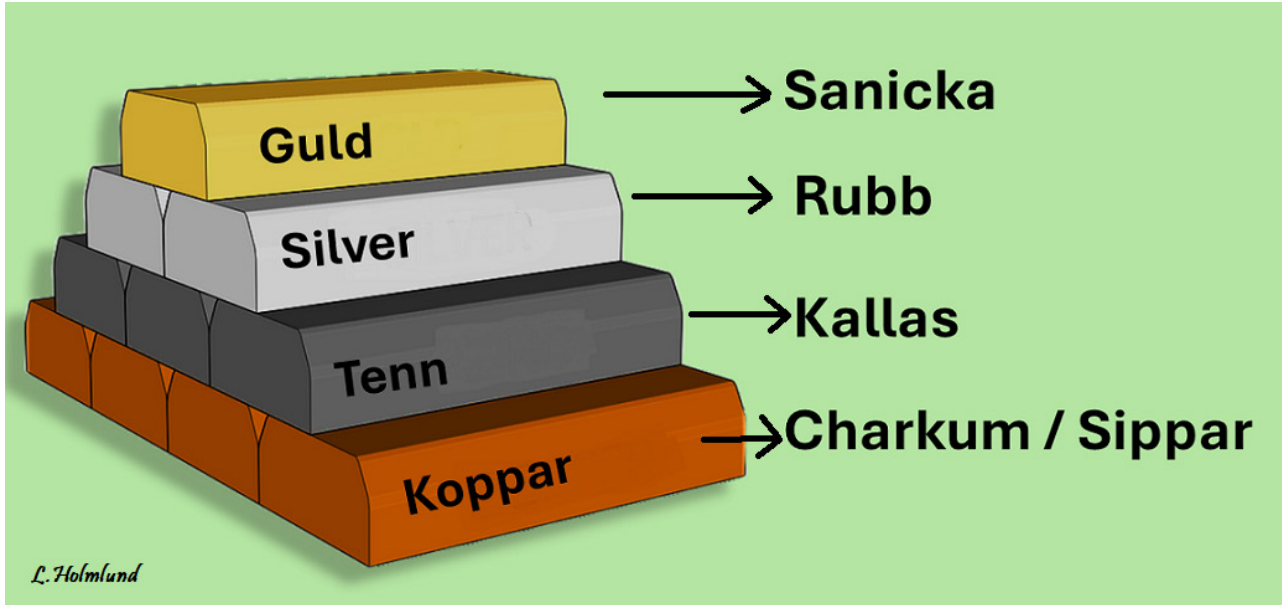 Guld
Sanicka
Silver
Rubb
Tenn
Kallas
Koppar
Charkum / Sippar
L. Holmlund